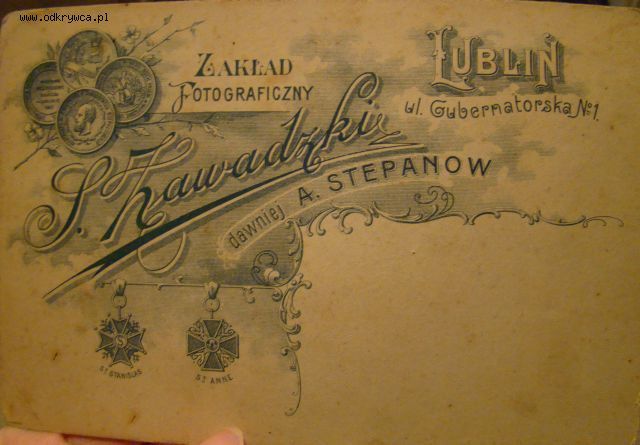 www.odkrywca.pl
ZAKŁAD
FOTOGRAFICZNY
LUBLIN
ul. Gubernatorska № 1.
S. Zawadzki
dawniej A. STEPANOW
ST. STANISLAS
ST. ANNE